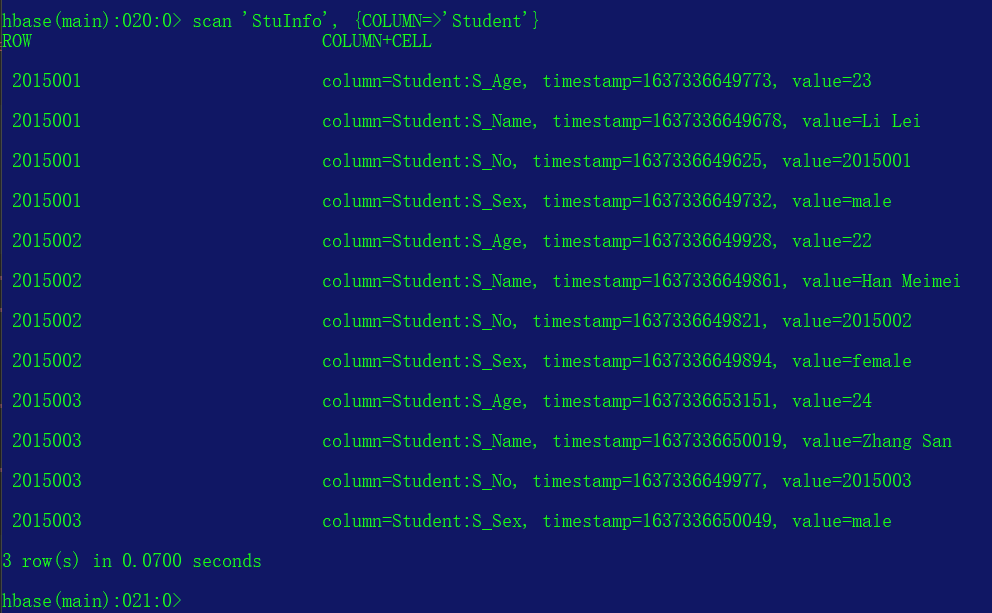 hbase(main):020:0> scan 'StuInfo', {COLUMN=>'Student'}
ROW                             COLUMN+CELL
 2015001                        column=Student:S_Age, timestamp=1637336649773, value=23
 2015001                        column=Student:S_Name, timestamp=1637336649678, value=Li Lei
 2015001                        column=Student:S_No, timestamp=1637336649625, value=2015001
 2015001                        column=Student:S_Sex, timestamp=1637336649732, value=male
 2015002                        column=Student:S_Age, timestamp=1637336649928, value=22
 2015002                        column=Student:S_Name, timestamp=1637336649861, value=Han Meimei
 2015002                        column=Student:S_No, timestamp=1637336649821, value=2015002
 2015002                        column=Student:S_Sex, timestamp=1637336649894, value=female
 2015003                        column=Student:S_Age, timestamp=1637336653151, value=24
 2015003                        column=Student:S_Name, timestamp=1637336650019, value=Zhang San
 2015003                        column=Student:S_No, timestamp=1637336649977, value=2015003
 2015003                        column=Student:S_Sex, timestamp=1637336650049, value=male
3 row(s) in 0.0700 seconds
hbase(main):021:0>